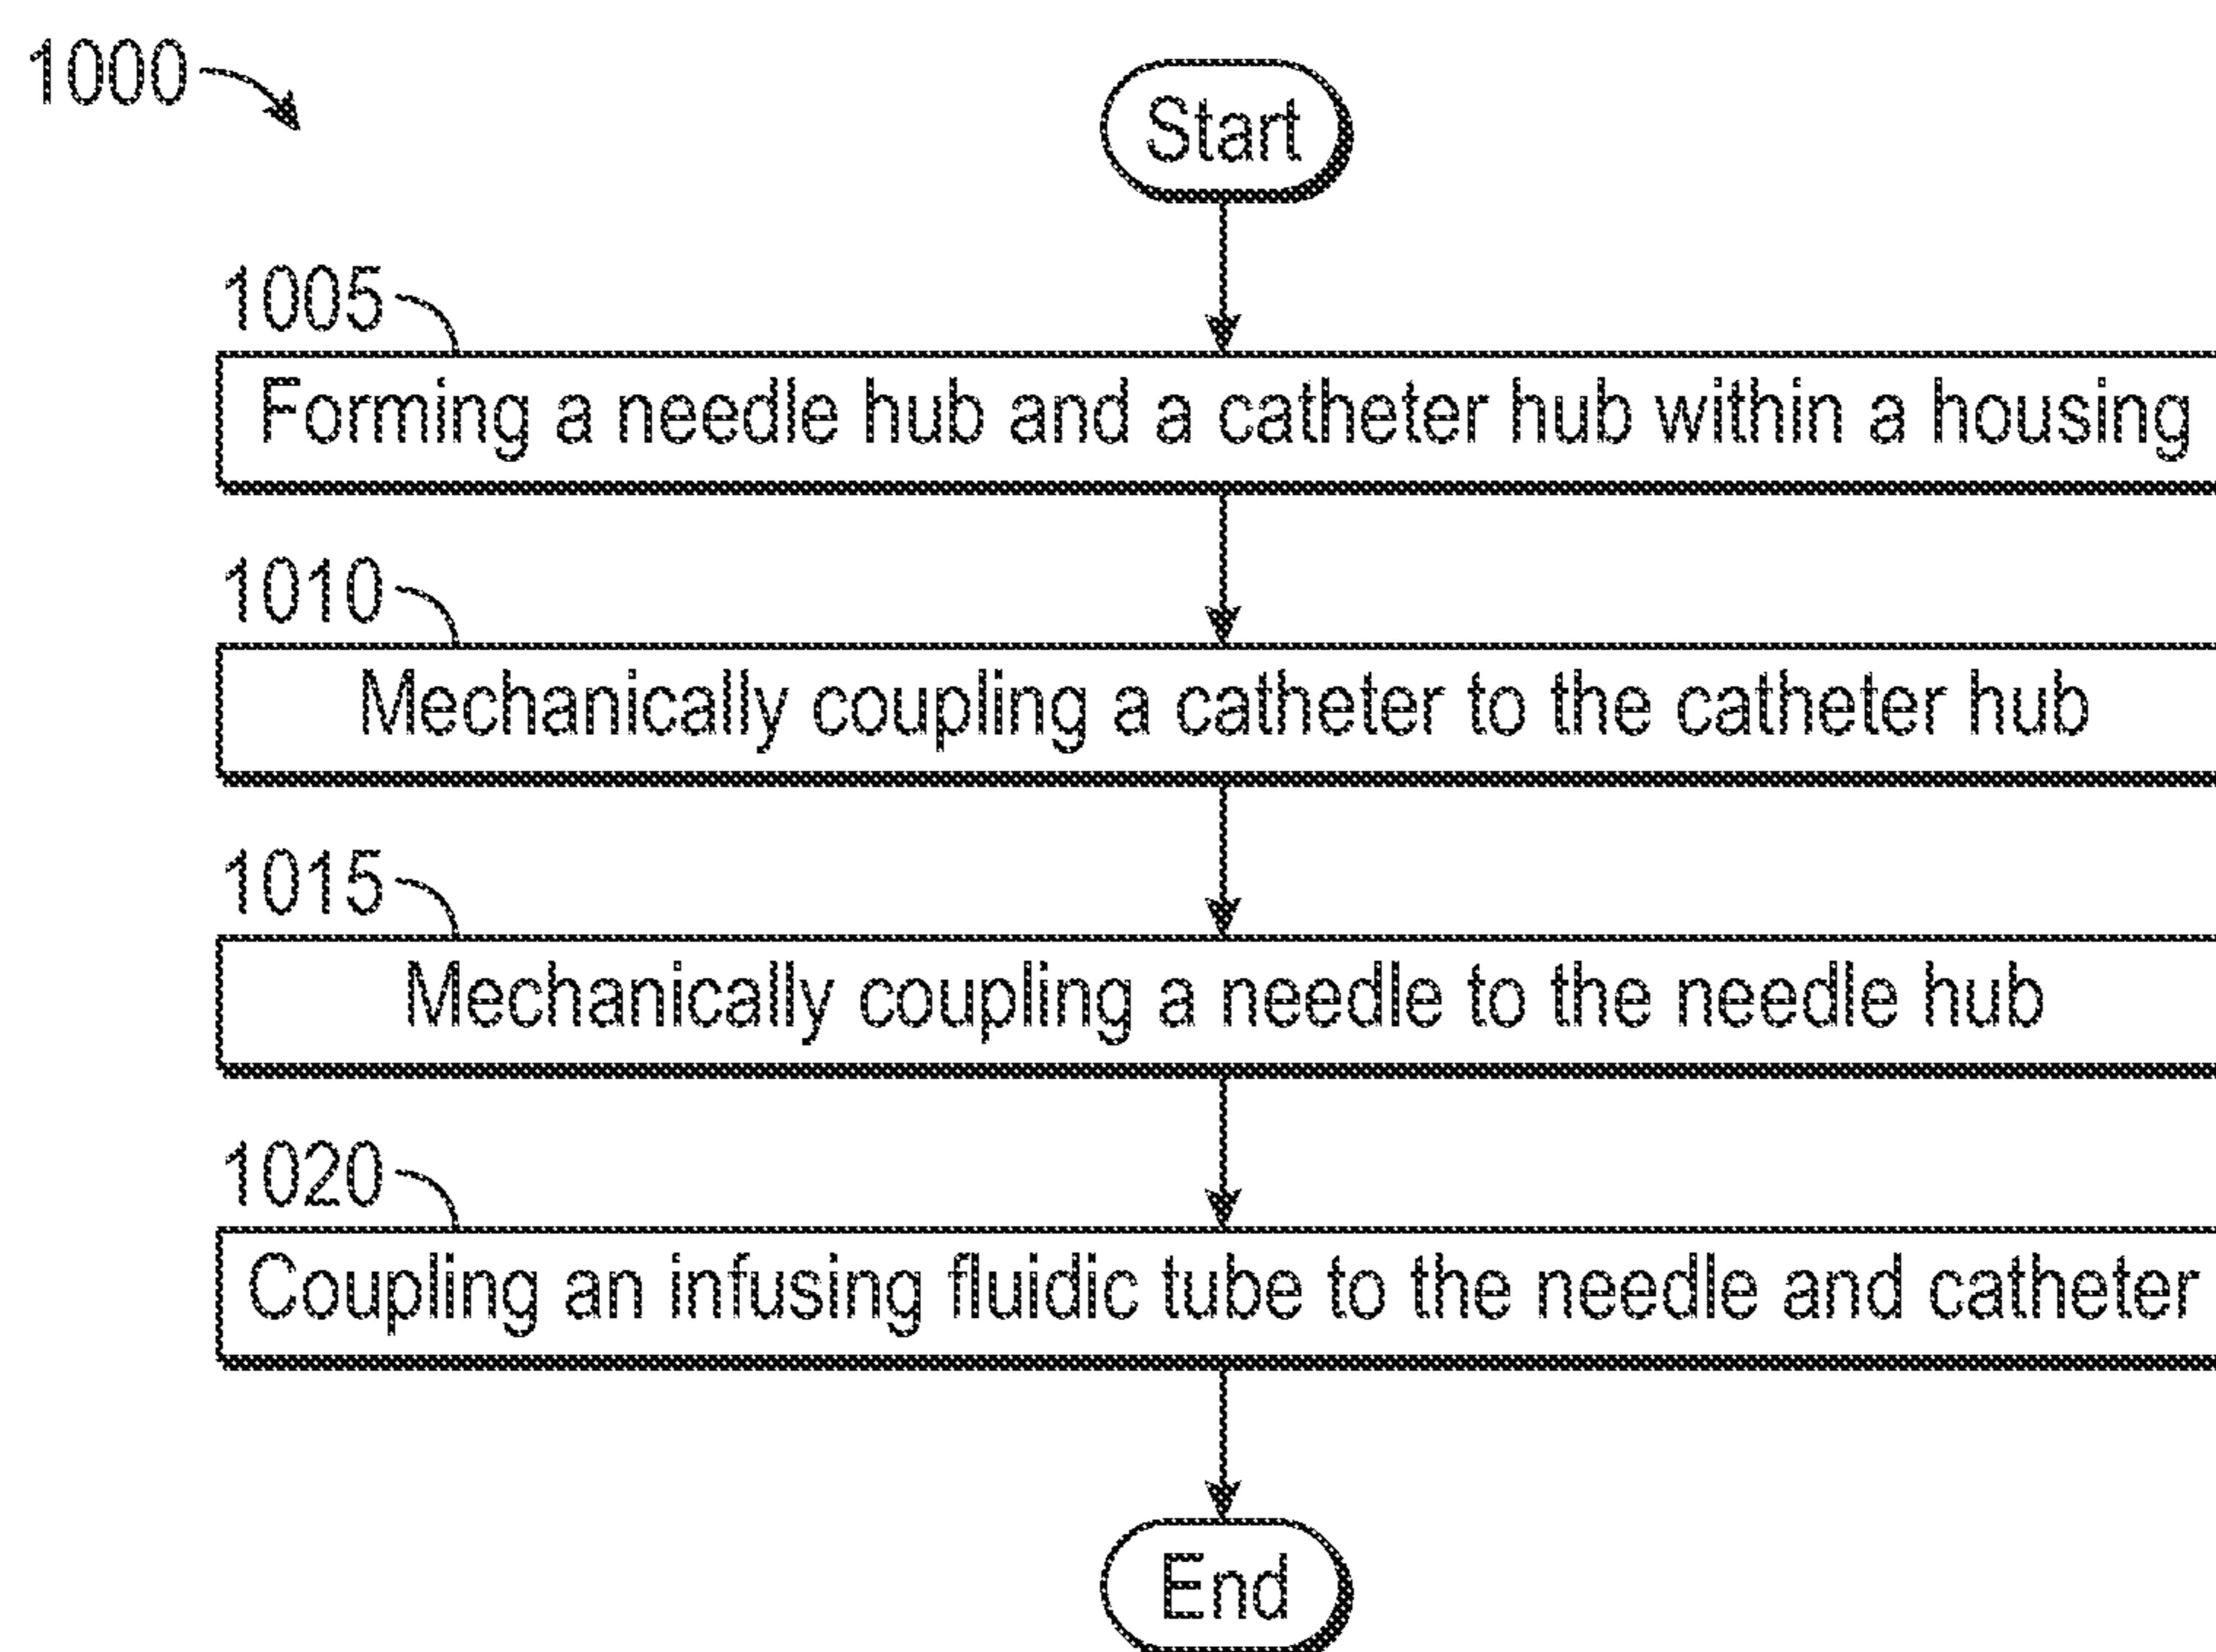 1000
Start
1005
Forming a needle hub and a catheter hub within a housing
1010
Mechanically coupling a catheter to the catheter hub
1015
Mechanically coupling a needle to the needle hub
1020
Coupling an infusing fluidic tube to the needle and catheter
End